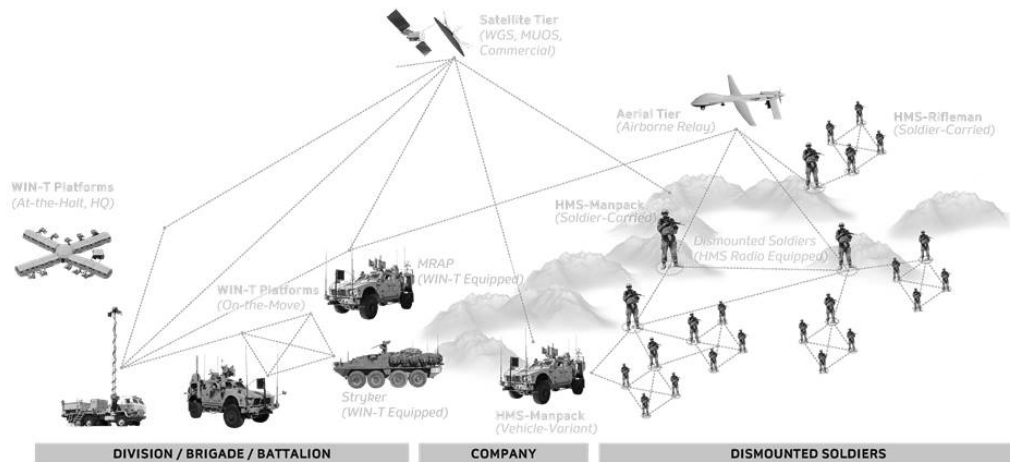 Satellite Tier
(WGS, MUOS,
Commercial)
Aerial Tier
(Airborne Relay)
HMS-Rifleman
(Soldier-Carried)
WIN-T Platforms
(At-the-Halt, HQ)
HMS-Manpack
(Soldier-Carried)
Dismounted Soldiers
(HMS Radio Equipped)
MRAP
(WIN-T Equipped)
WIN-T Platforms
(On-the-Move)
Stryker
(WIN-T Equipped)
HMS-Manpack
(Vehicle-Variant)
DIVISION / BRIGADE / BATTALION
COMPANY
DISMOUNTED SOLDIERS